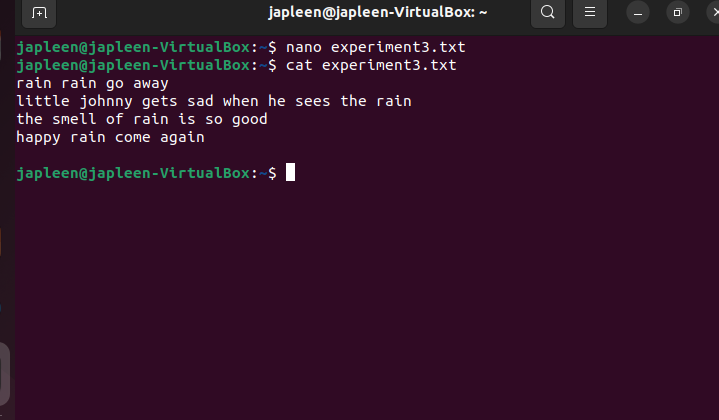 japleen@japleen-VirtualBox: ~
japleen@japleen-VirtualBox:~$ nano experiment3.txt
japleen@japleen-VirtualBox:~$ cat experiment3.txt
rain rain go away
little johnny gets sad when he sees the rain
the smell of rain is so good
happy rain come again
japleen@japleen-VirtualBox:~$